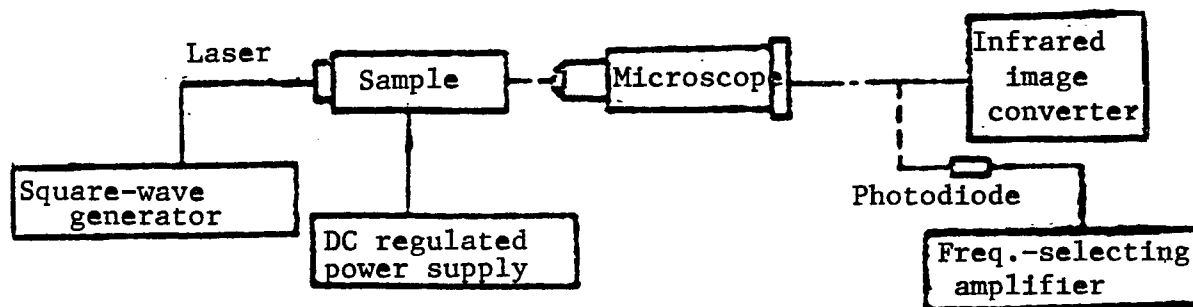 Laser
Sample
Microscope
Infrared
image
converter
Square-wave
generator
DC regulated
power supply
Photodiode
Freq.-selecting
amplifier